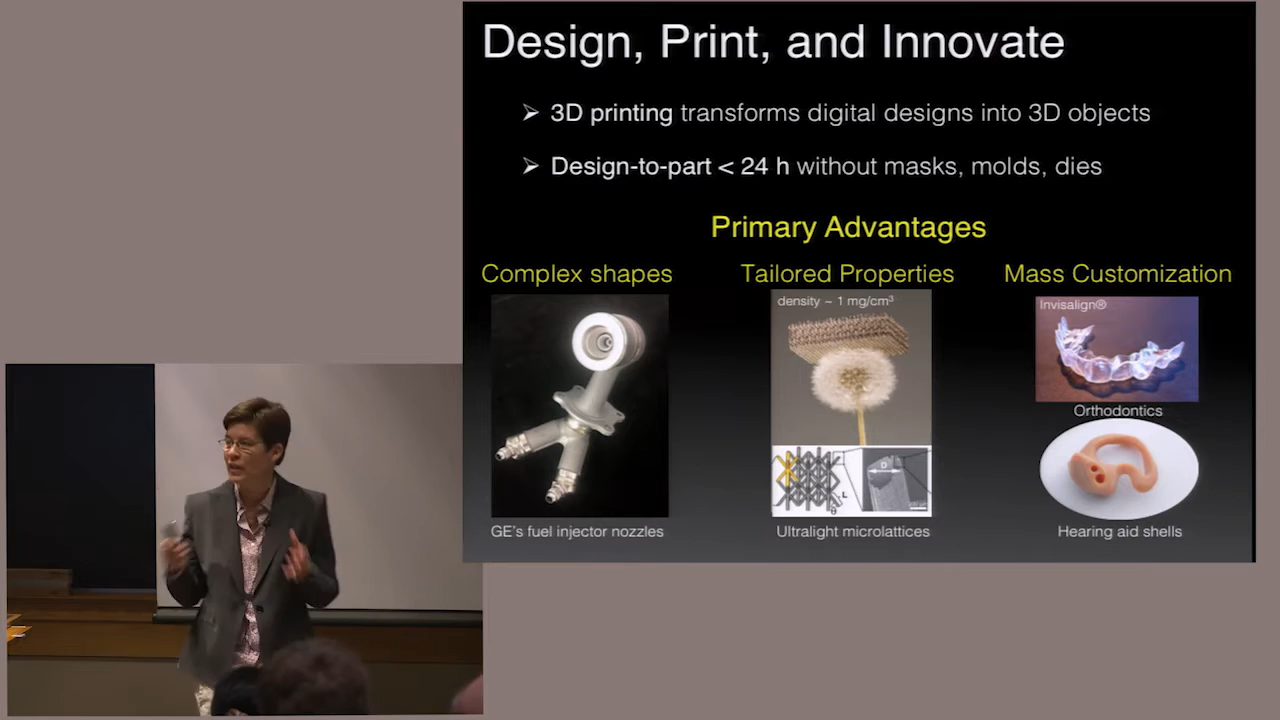 Design, Print, and Innovate
➢ 3D printing transforms digital designs into 3D objects
➢ Design-to-part < 24 h without masks, molds, dies
Primary Advantages
Complex shapes
Tailored Properties
Mass Customization
density ~ 1 mg/cm³
Invisalign®
Orthodontics
D
L
θ
GE's fuel injector nozzles
Ultralight microlattices
Hearing aid shells